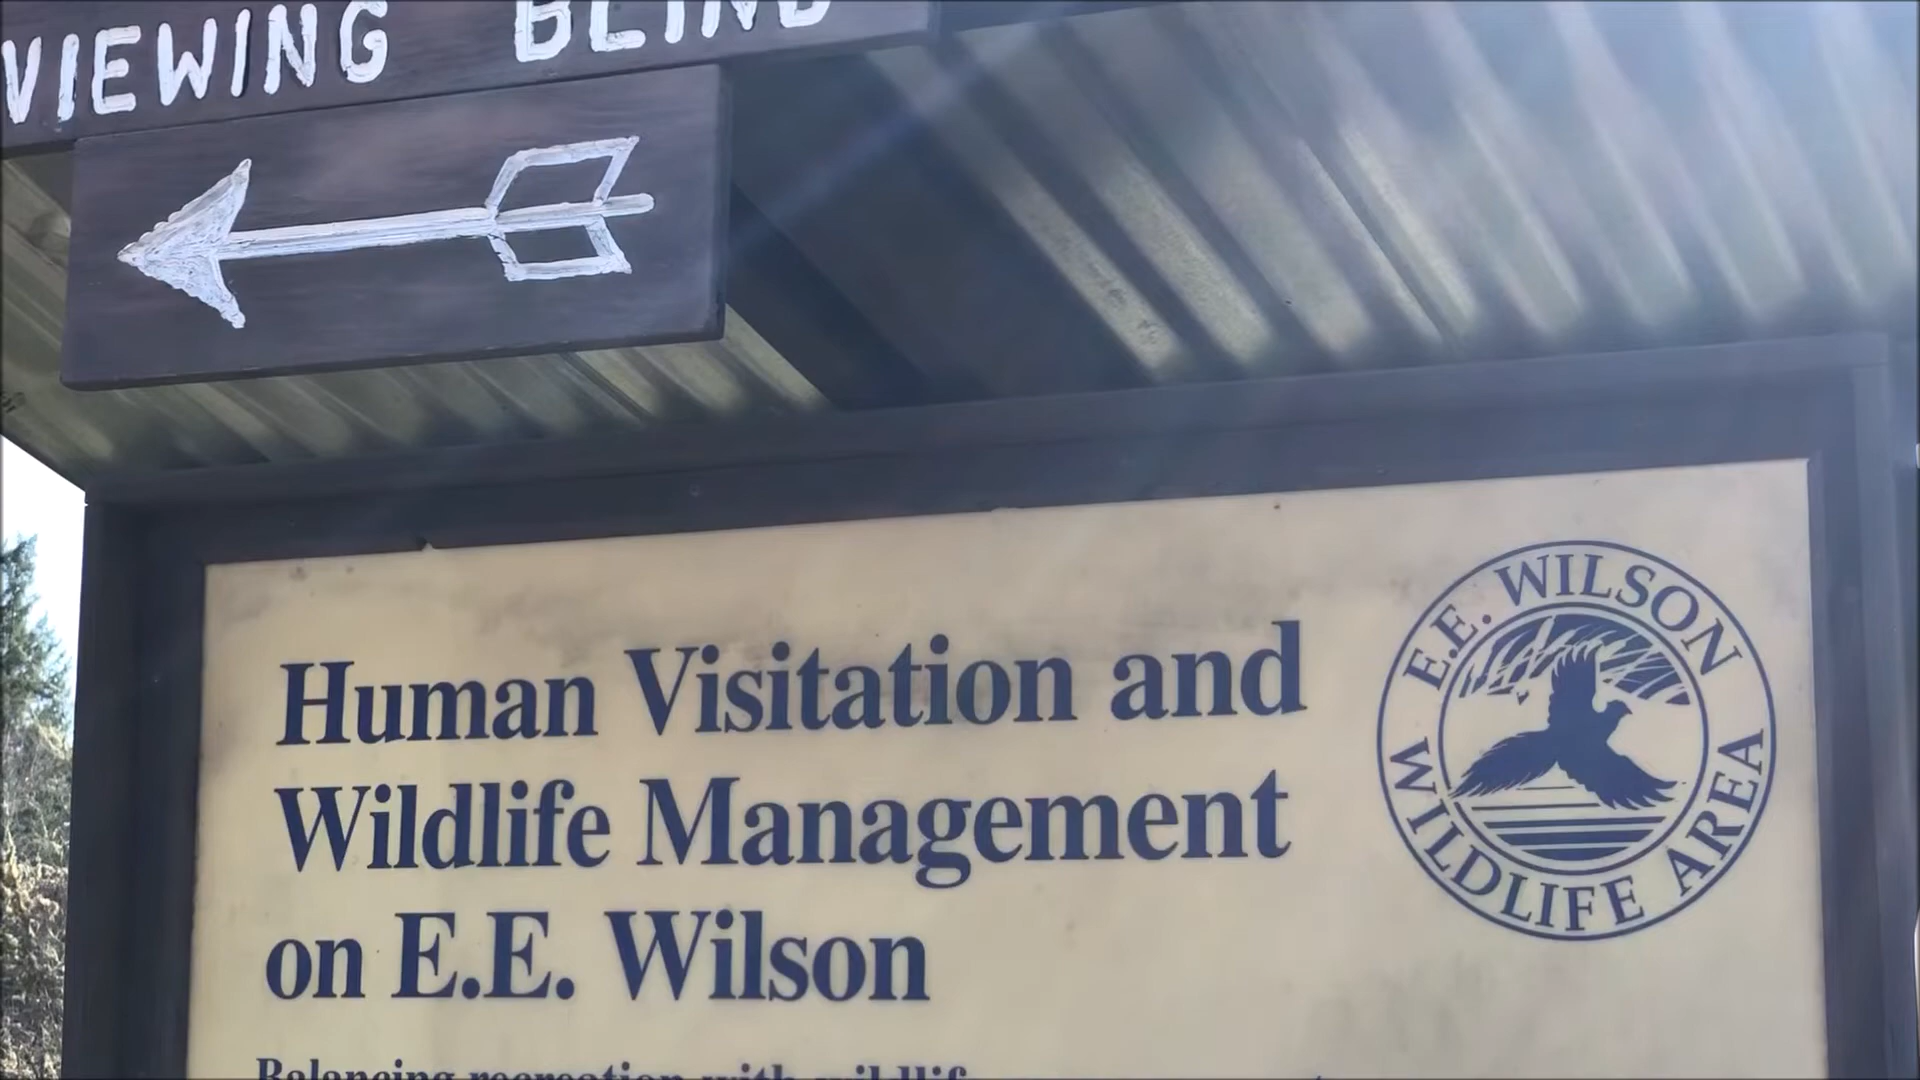 VIEWING BLIND
Human Visitation and
Wildlife Management
on E.E. Wilson
E.E. WILSON
WILDLIFE AREA
Balancing recreation with wildlife